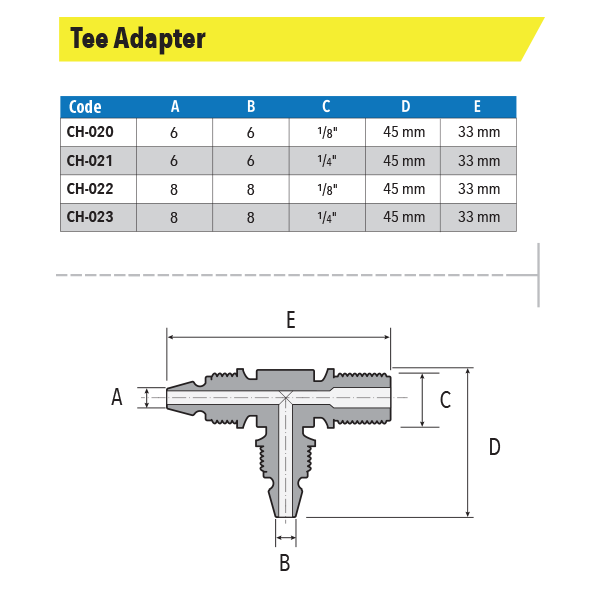 Tee Adapter
Code A B C D E
CH-020 6 6 1/8" 45 mm 33 mm
CH-021 6 6 1/4" 45 mm 33 mm
CH-022 8 8 1/8" 45 mm 33 mm
CH-023 8 8 1/4" 45 mm 33 mm
E
A
C
D
B